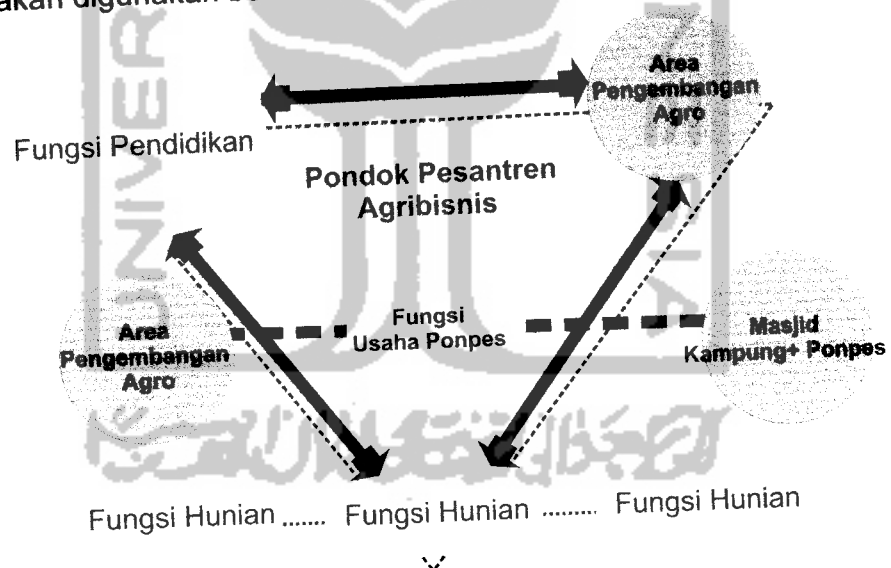 akan digunakan
Area
Pengembangan
Agro
Fungsi Pendidikan
Pondok Pesantren
Agribisnis
Area
Pengembangan
Agro
Fungsi
Usaha Ponpes
Masjid
Kampung+ Ponpes
Fungsi Hunian ....... Fungsi Hunian ......... Fungsi Hunian